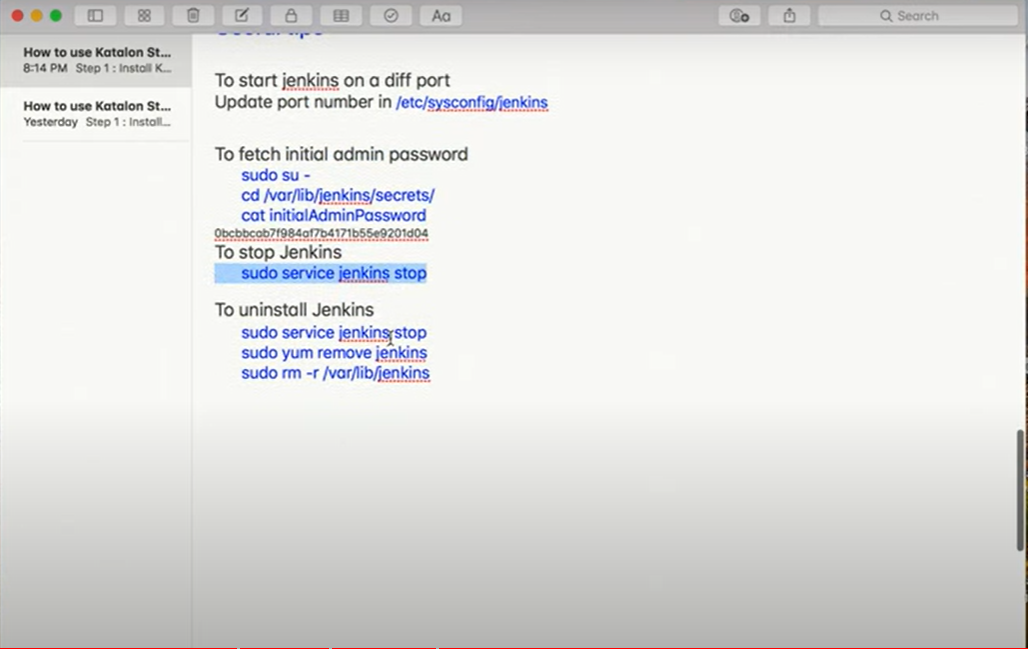 Aa
Search
How to use Katalon St...
8:14 PM Step 1 : Install K...
How to use Katalon St...
Yesterday Step 1 : Install...
Useful tips
To start jenkins on a diff port
Update port number in /etc/sysconfig/jenkins
To fetch initial admin password
sudo su -
cd /var/lib/jenkins/secrets/
cat initialAdminPassword
0bcbbcab7f984af7b4171b55e9201d04
To stop Jenkins
sudo service jenkins stop
To uninstall Jenkins
sudo service jenkins stop
sudo yum remove jenkins
sudo rm -r /var/lib/jenkins